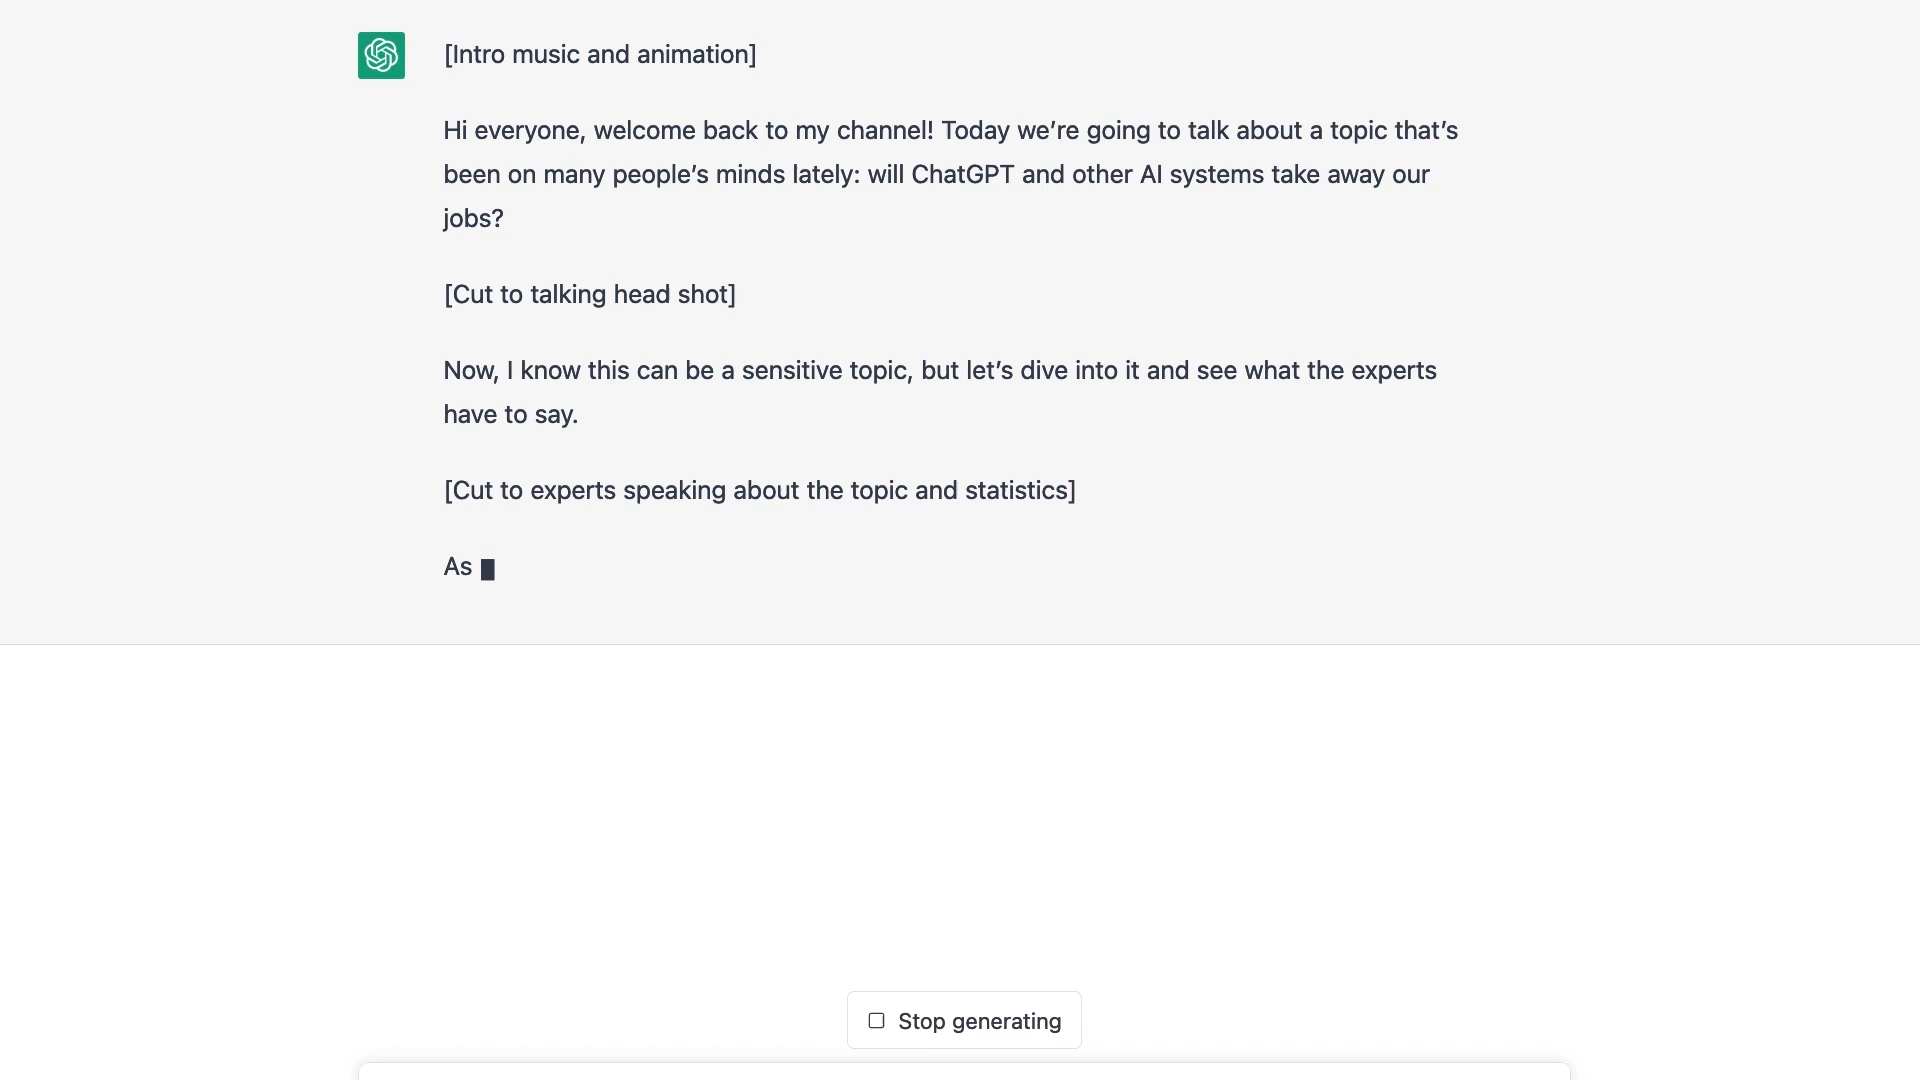 [Intro music and animation]
Hi everyone, welcome back to my channel! Today we’re going to talk about a topic that’s
been on many people’s minds lately: will ChatGPT and other AI systems take away our
jobs?
[Cut to talking head shot]
Now, I know this can be a sensitive topic, but let’s dive into it and see what the experts
have to say.
[Cut to experts speaking about the topic and statistics]
As
Stop generating